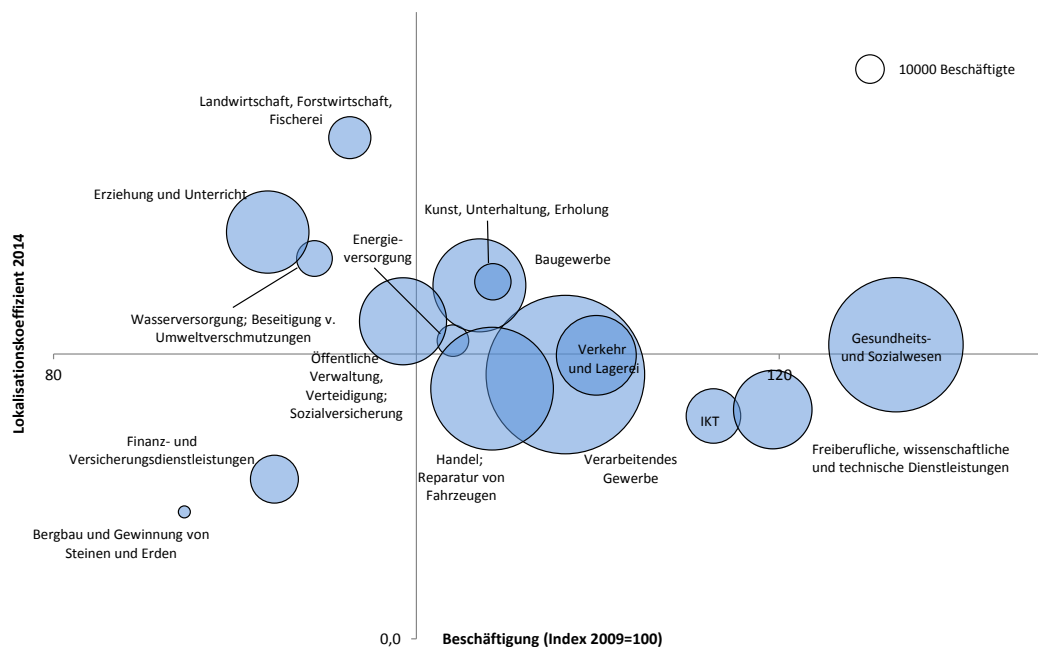 10000 Beschäftigte
Landwirtschaft, Forstwirtschaft,
Fischerei
Erziehung und Unterricht
Kunst, Unterhaltung, Erholung
Energie-
versorgung
Baugewerbe
Lokalisationskoeffizient 2014
Wasserversorgung; Beseitigung v.
Umweltverschmutzungen
Gesundheits-
und Sozialwesen
Verkehr
und Lagerei
80
120
Öffentliche
Verwaltung,
Verteidigung;
Sozialversicherung
IKT
Finanz- und
Versicherungsdienstleistungen
Handel;
Reparatur von
Fahrzeugen
Verarbeitendes
Gewerbe
Freiberufliche, wissenschaftliche
und technische Dienstleistungen
Bergbau und Gewinnung von
Steinen und Erden
0,0
Beschäftigung (Index 2009=100)